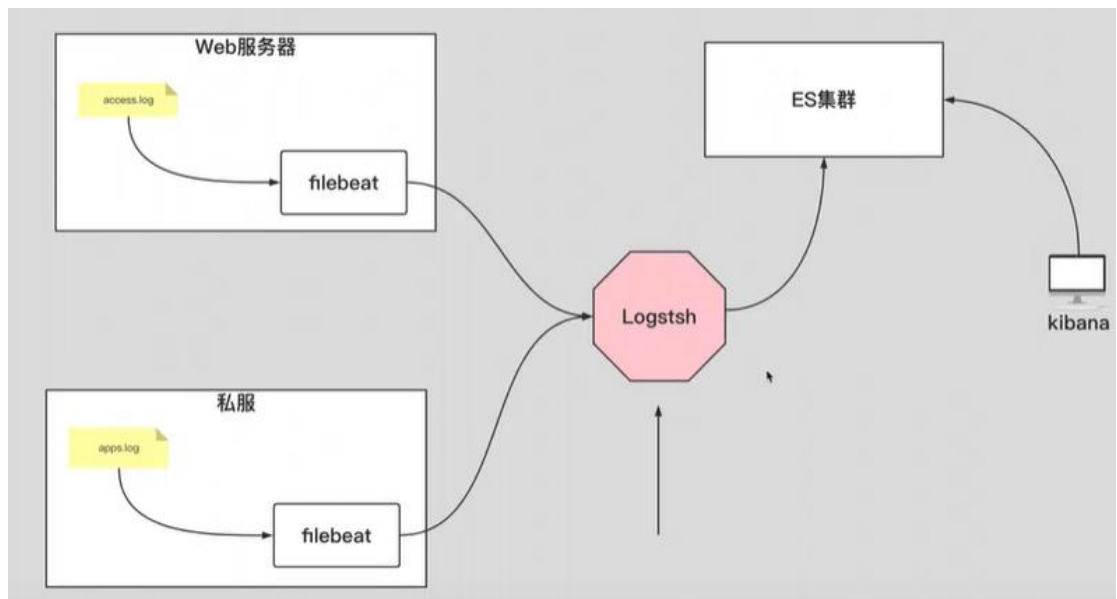 Web服务器
access.log
filebeat
ES集群
Logstsh
kibana
私服
apps.log
filebeat